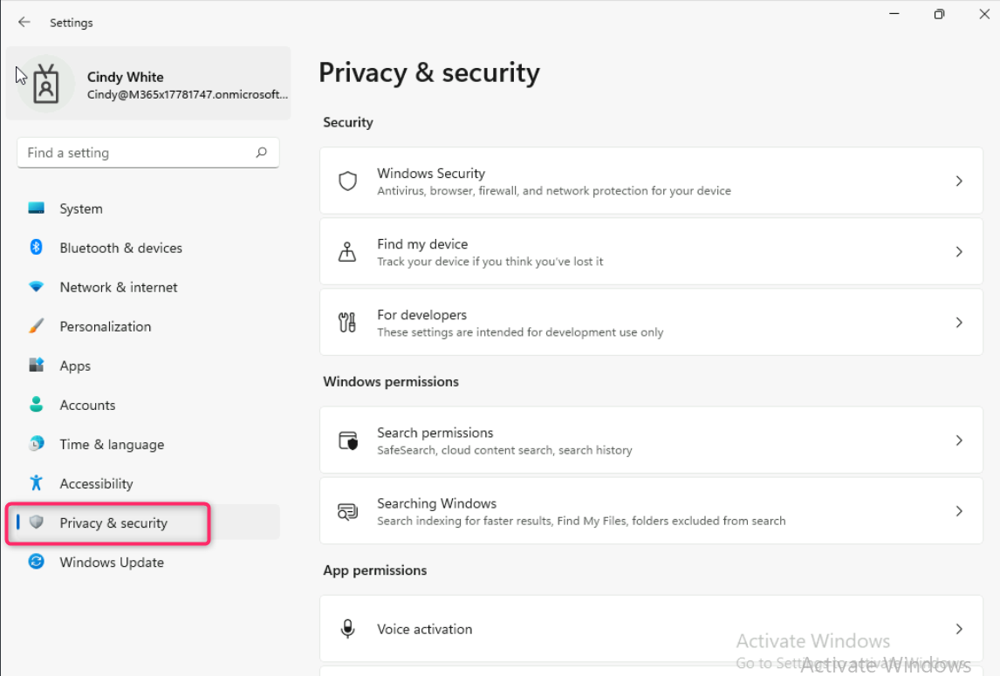 Settings
Cindy White
Cindy@M365x17781747.onmicrosoft...
Find a setting
System
Bluetooth & devices
Network & internet
Personalization
Apps
Accounts
Time & language
Accessibility
Privacy & security
Windows Update
Privacy & security
Security
Windows Security
Antivirus, browser, firewall, and network protection for your device
Find my device
Track your device if you think you've lost it
For developers
These settings are intended for development use only
Windows permissions
Search permissions
SafeSearch, cloud content search, search history
Searching Windows
Search indexing for faster results, Find My Files, folders excluded from search
App permissions
Voice activation
Activate Windows
Go to Settings to activate Windows.
Activate Windows